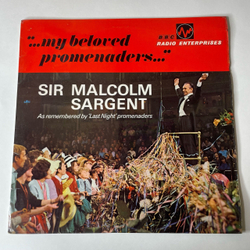 "...my beloved
promenaders..."
BBC
RADIO ENTERPRISES
SIR MALCOLM
SARGENT
As remembered by 'Last Night' promenaders